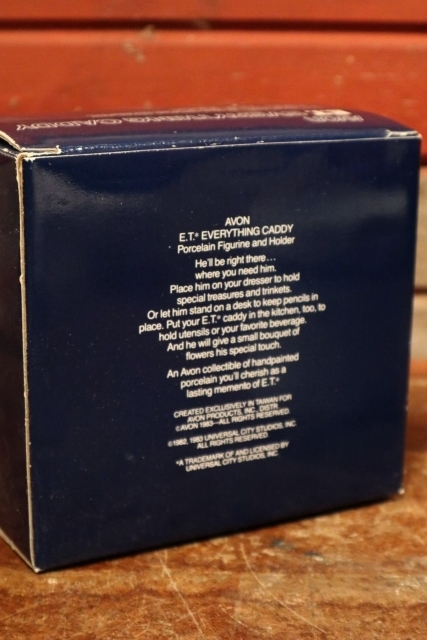 AVON
E.T.* EVERYTHING CADDY
Porcelain Figurine and Holder
He'll be right there...
where you need him.
Place him on your dresser to hold
special treasures and trinkets.
Or let him stand on a desk to keep pencils in
place. Put your E.T.* caddy in the kitchen, too, to
hold utensils or your favorite beverage.
And he will give a small bouquet of
flowers his special touch.
An Avon collectible of handpainted
porcelain you'll cherish as a
lasting memento of E.T.*
CREATED EXCLUSIVELY IN TAIWAN FOR
AVON PRODUCTS, INC., DISTR.
©AVON 1983—ALL RIGHTS RESERVED.
©1982, 1983 UNIVERSAL CITY STUDIOS, INC.
ALL RIGHTS RESERVED.
*A TRADEMARK OF AND LICENSED BY
UNIVERSAL CITY STUDIOS, INC.